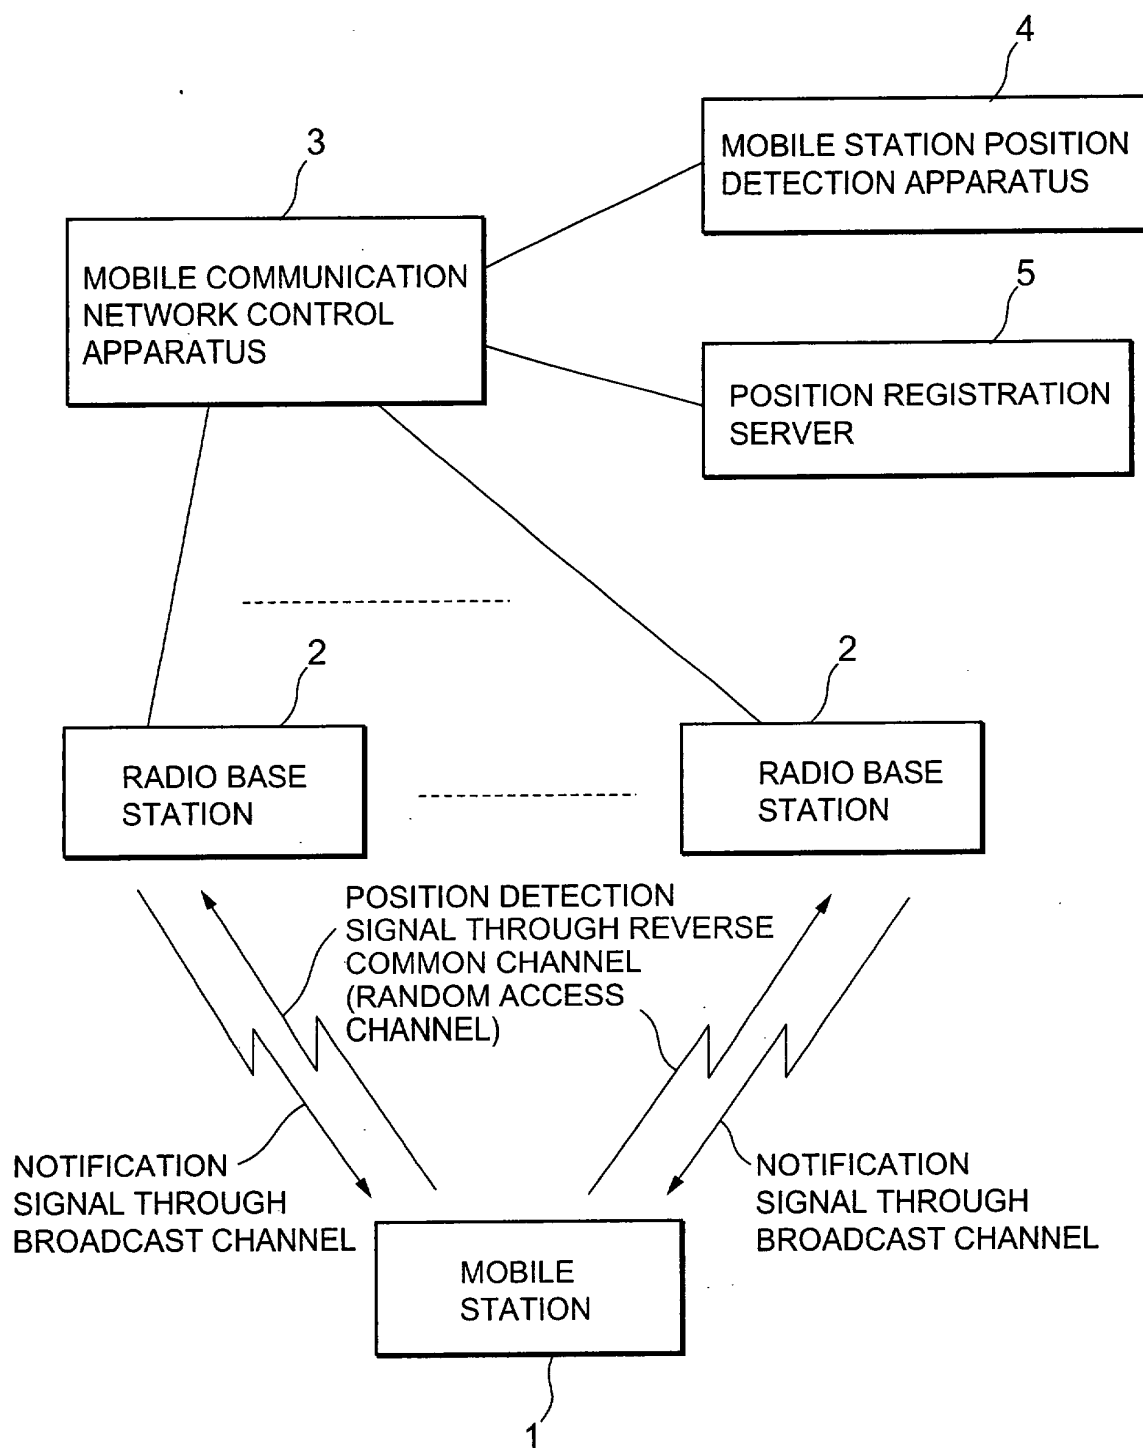 4
MOBILE STATION POSITION
DETECTION APPARATUS
3
MOBILE COMMUNICATION
NETWORK CONTROL
APPARATUS
5
POSITION REGISTRATION
SERVER
2
RADIO BASE
STATION
2
RADIO BASE
STATION
POSITION DETECTION
SIGNAL THROUGH REVERSE
COMMON CHANNEL
(RANDOM ACCESS
CHANNEL)
NOTIFICATION
SIGNAL THROUGH
BROADCAST CHANNEL
NOTIFICATION
SIGNAL THROUGH
BROADCAST CHANNEL
MOBILE
STATION
1